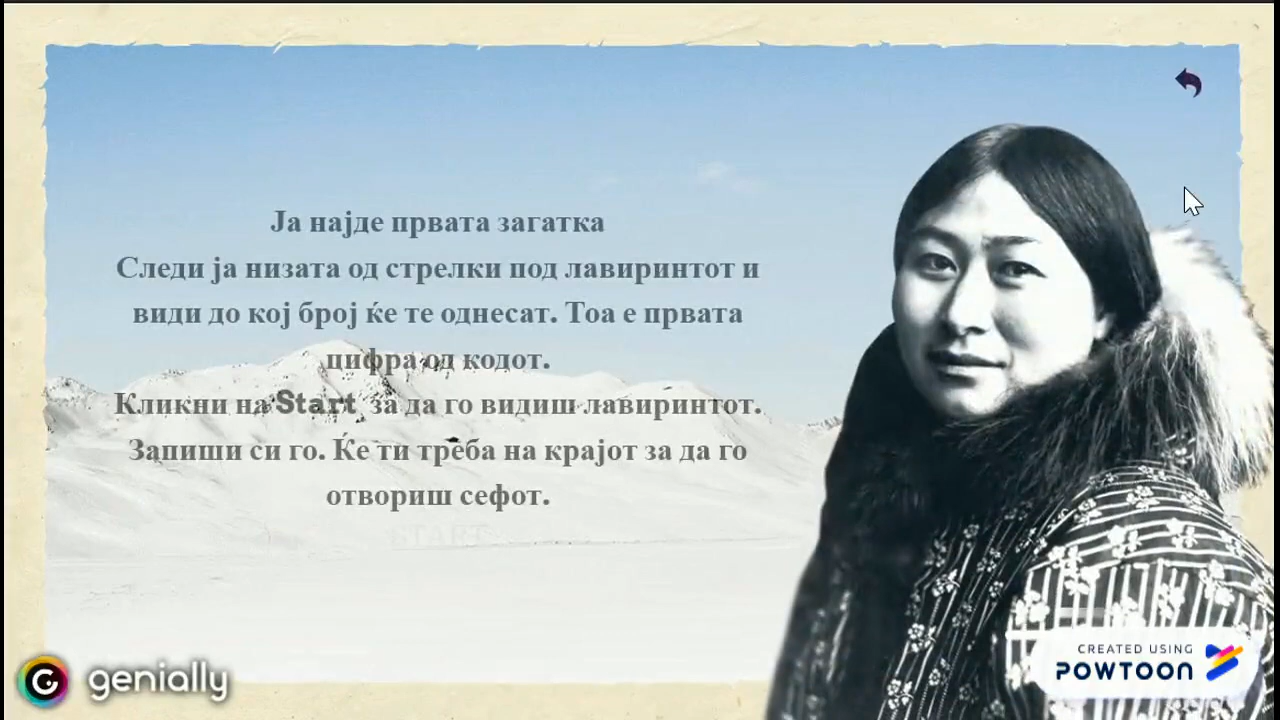 Ја најде првата загатка
Следи ја низата од стрелки под лавиринтот и
види до кој број ќе те однесат. Тоа е првата
цифра од кодот.
Кликни на Start за да го видиш лавиринтот.
Запиши си го. Ќе ти треба на крајот за да го
отвориш сефот.
START
genially
CREATED USING
POWTOON